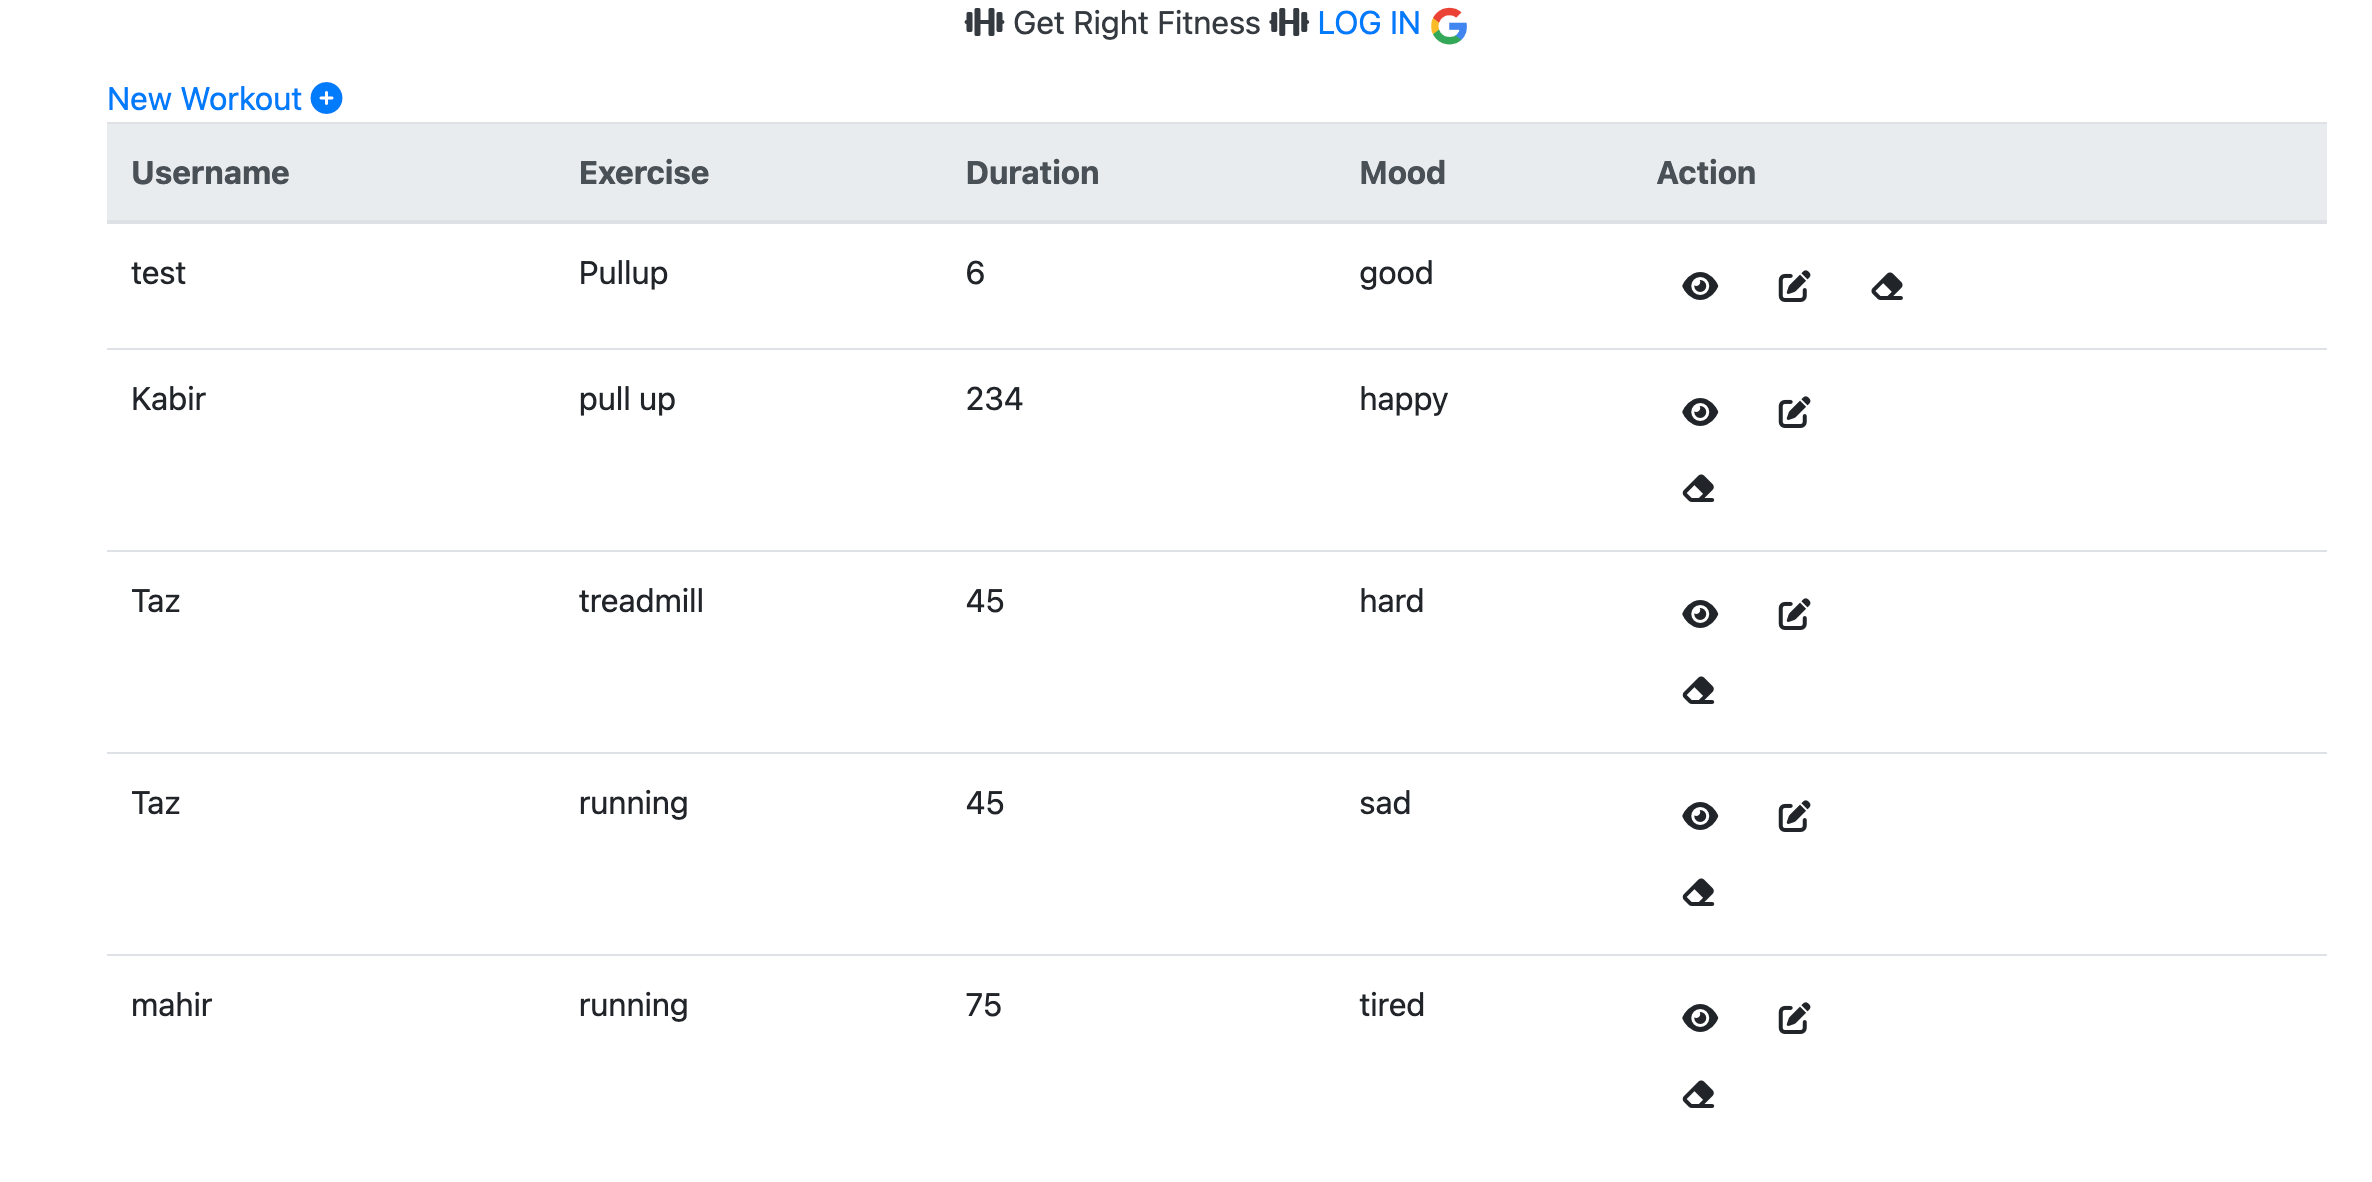 Get Right Fitness LOG IN
New Workout
Username Exercise Duration Mood Action
test Pullup 6 good
Kabir pull up 234 happy
Taz treadmill 45 hard
Taz running 45 sad
mahir running 75 tired